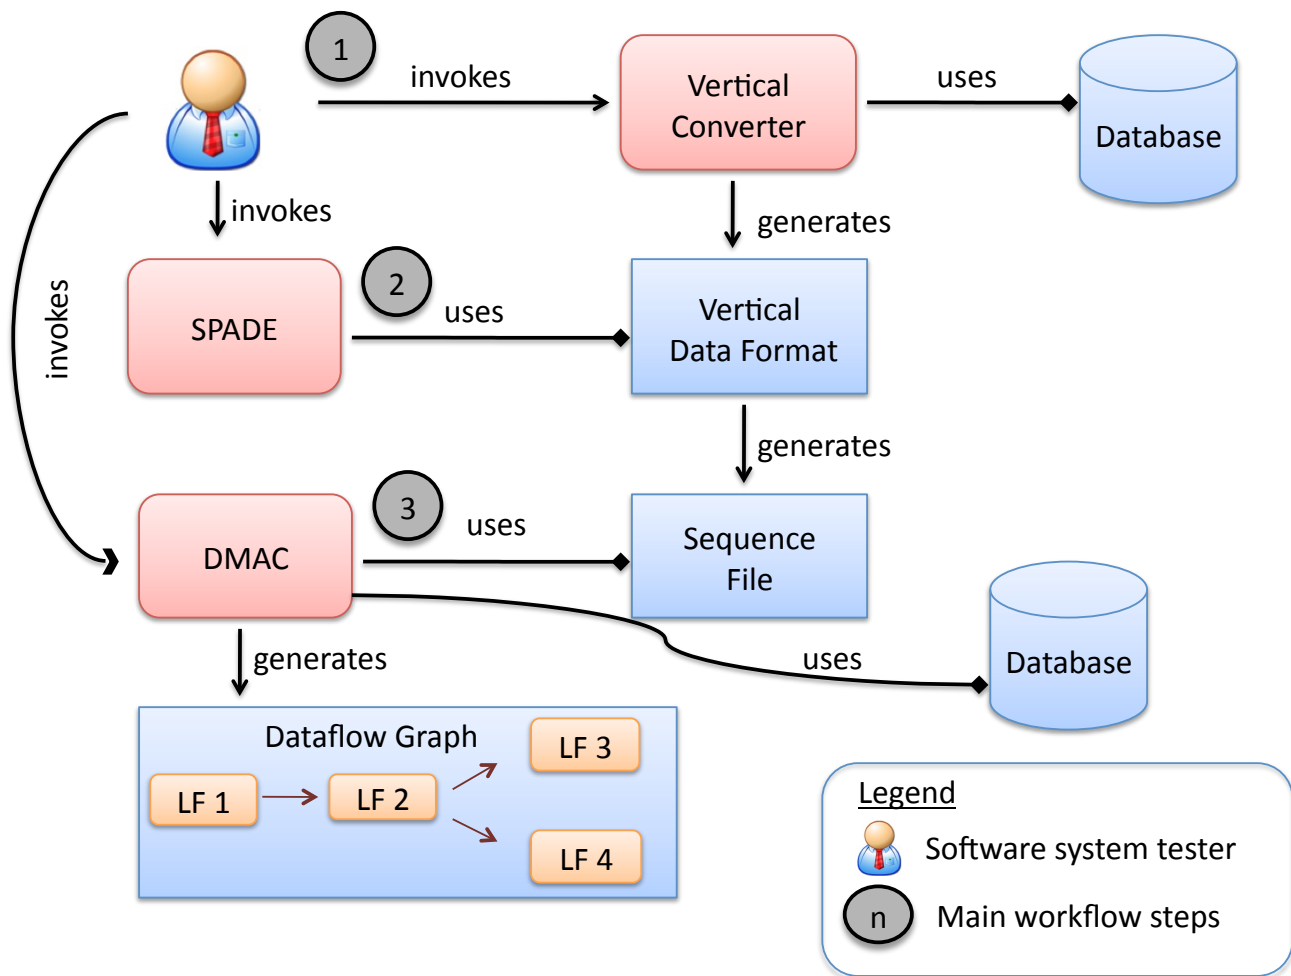 1
invokes
Vertical
Converter
uses
Database
invokes
generates
invokes
SPADE
2
uses
Vertical
Data Format
generates
DMAC
3
uses
Sequence
File
generates
uses
Database
Dataflow Graph
LF 1
LF 2
LF 3
LF 4
Legend
Software system tester
n
Main workflow steps